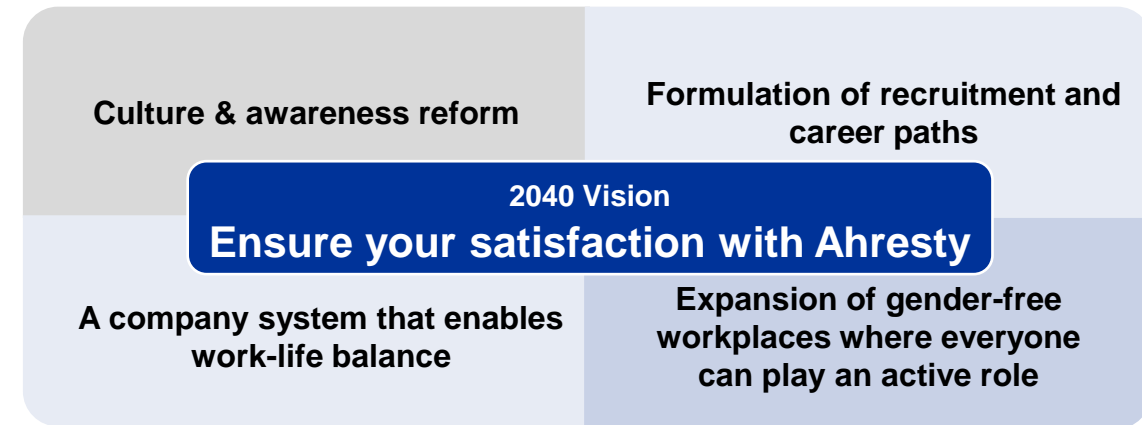 Culture & awareness reform
Formulation of recruitment and
career paths
2040 Vision
Ensure your satisfaction with Ahresty
A company system that enables
work-life balance
Expansion of gender-free
workplaces where everyone
can play an active role